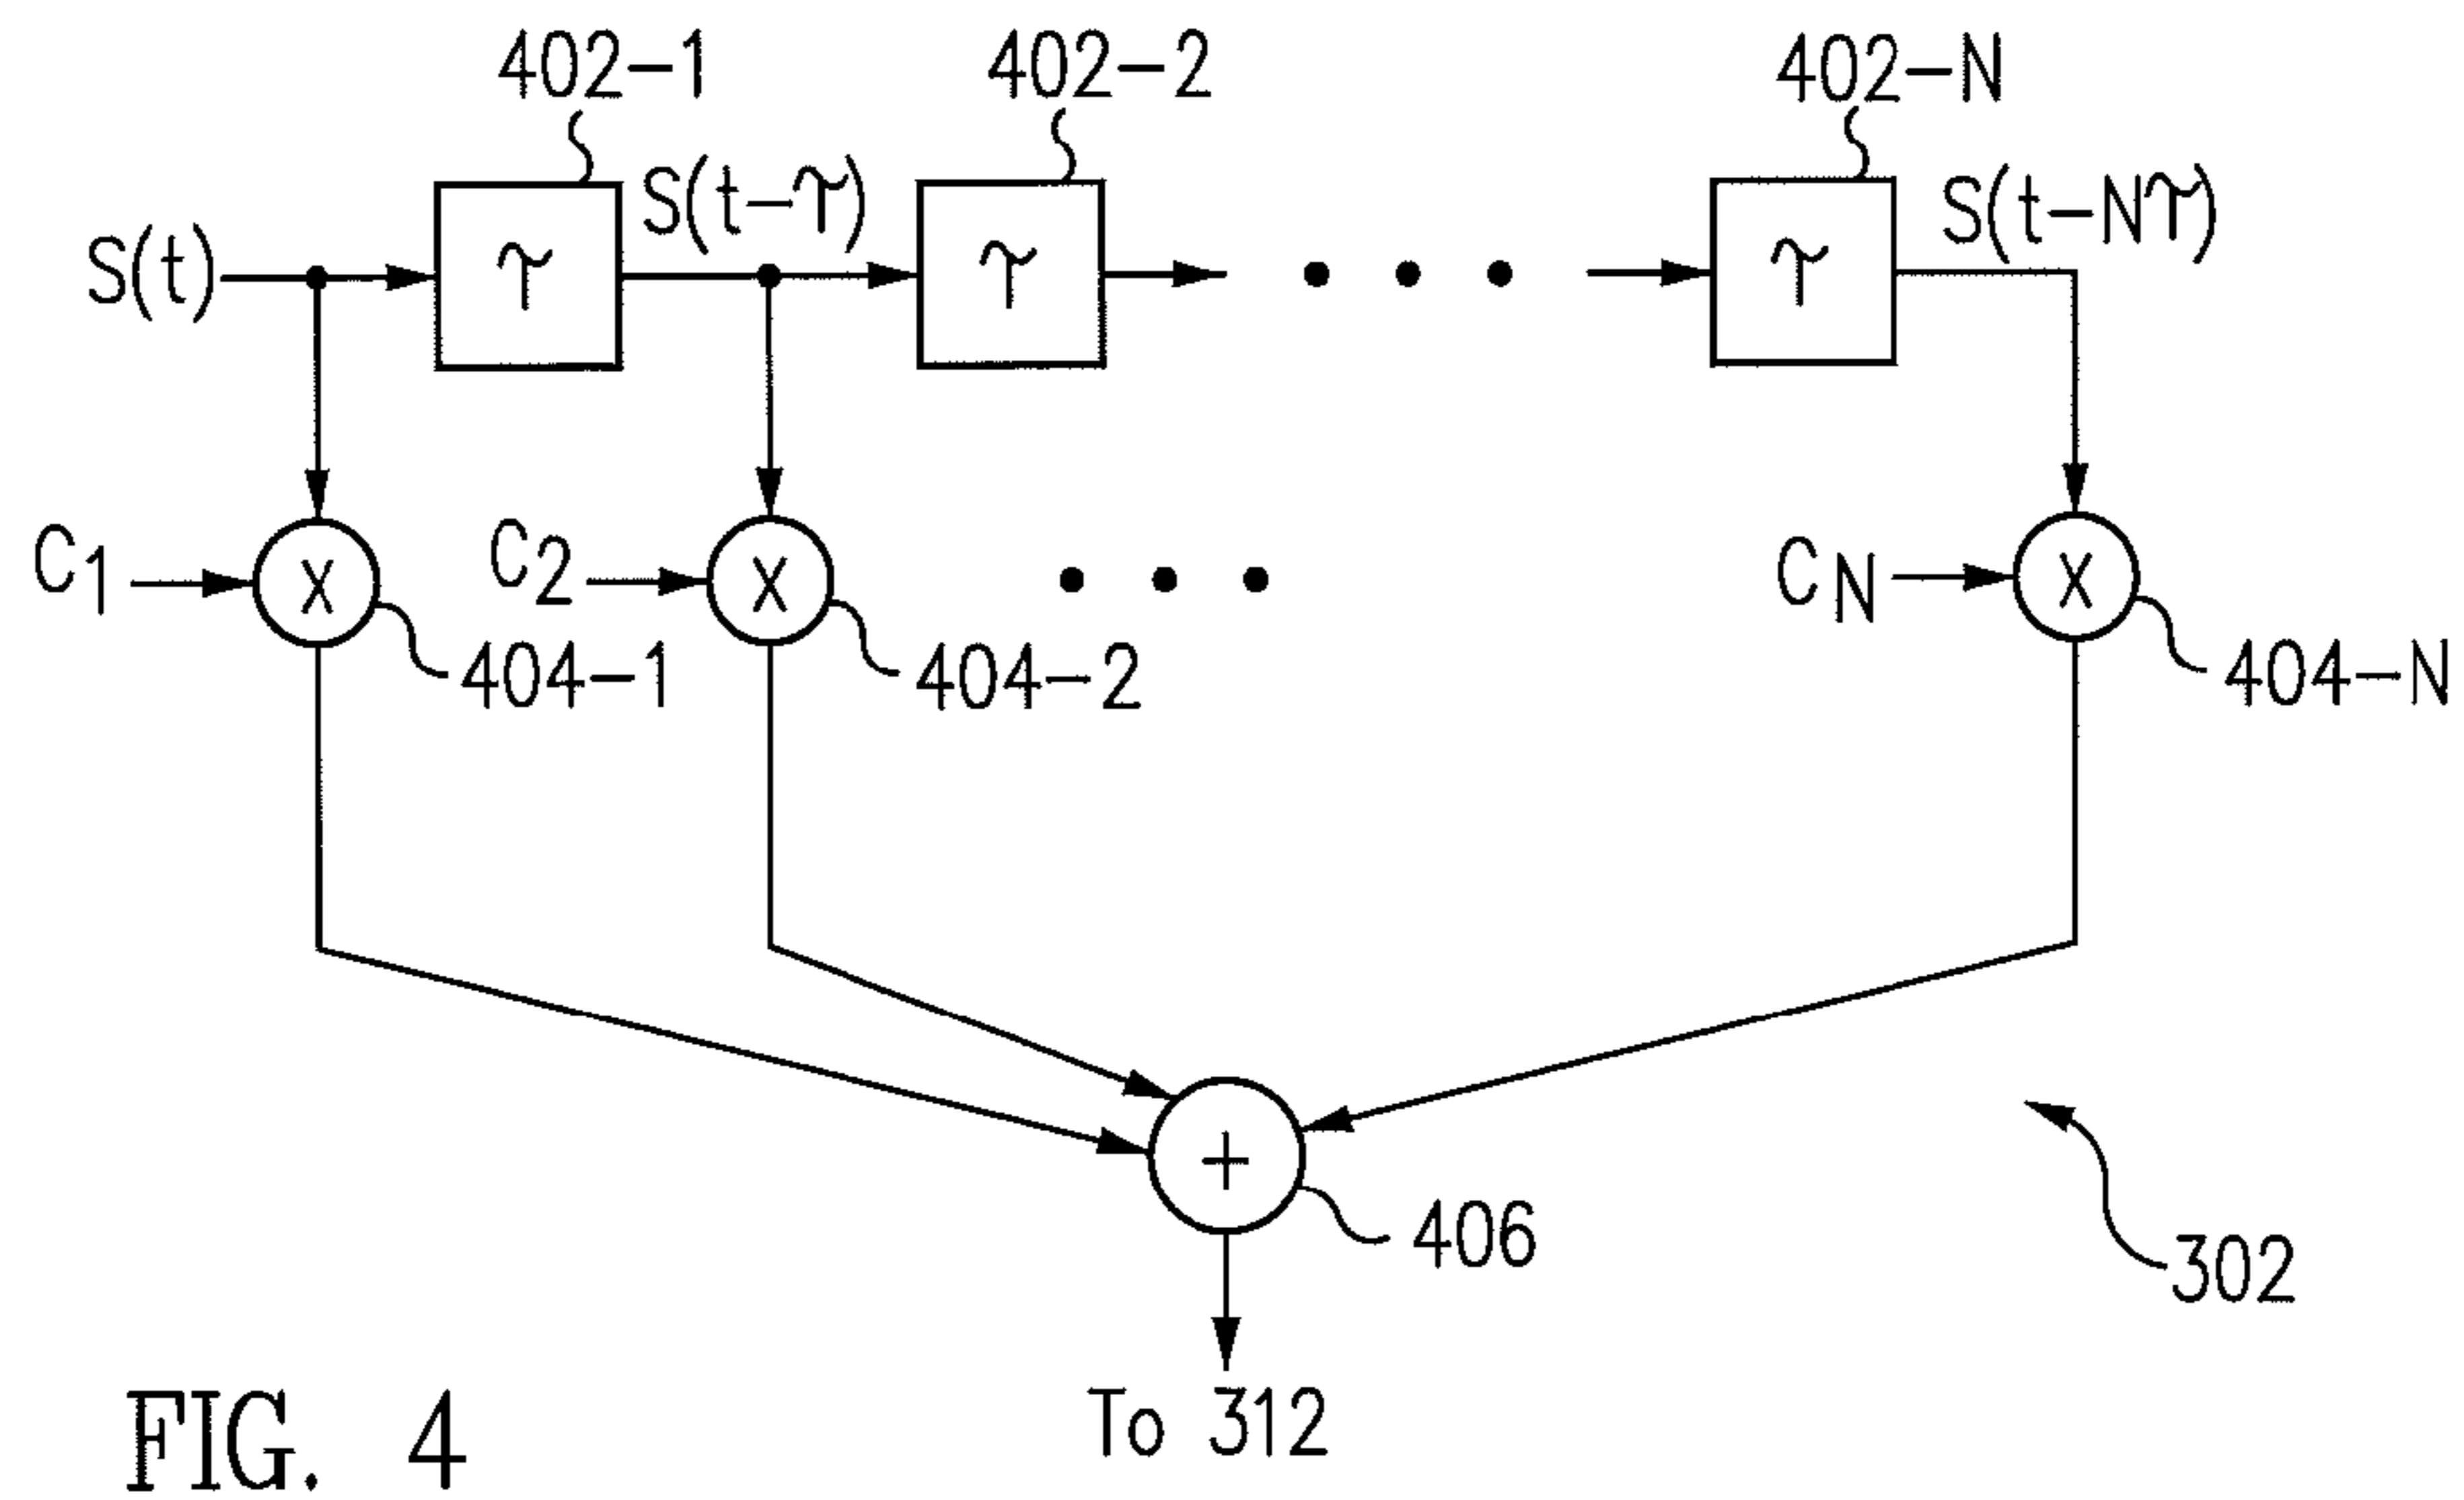 402-1 402-2 402-N
S(t) τ S(t-τ) τ τ S(t-Nτ)
C1 X C2 X CN X
404-1 404-2 404-N
+
406
302
To 312
FIG. 4